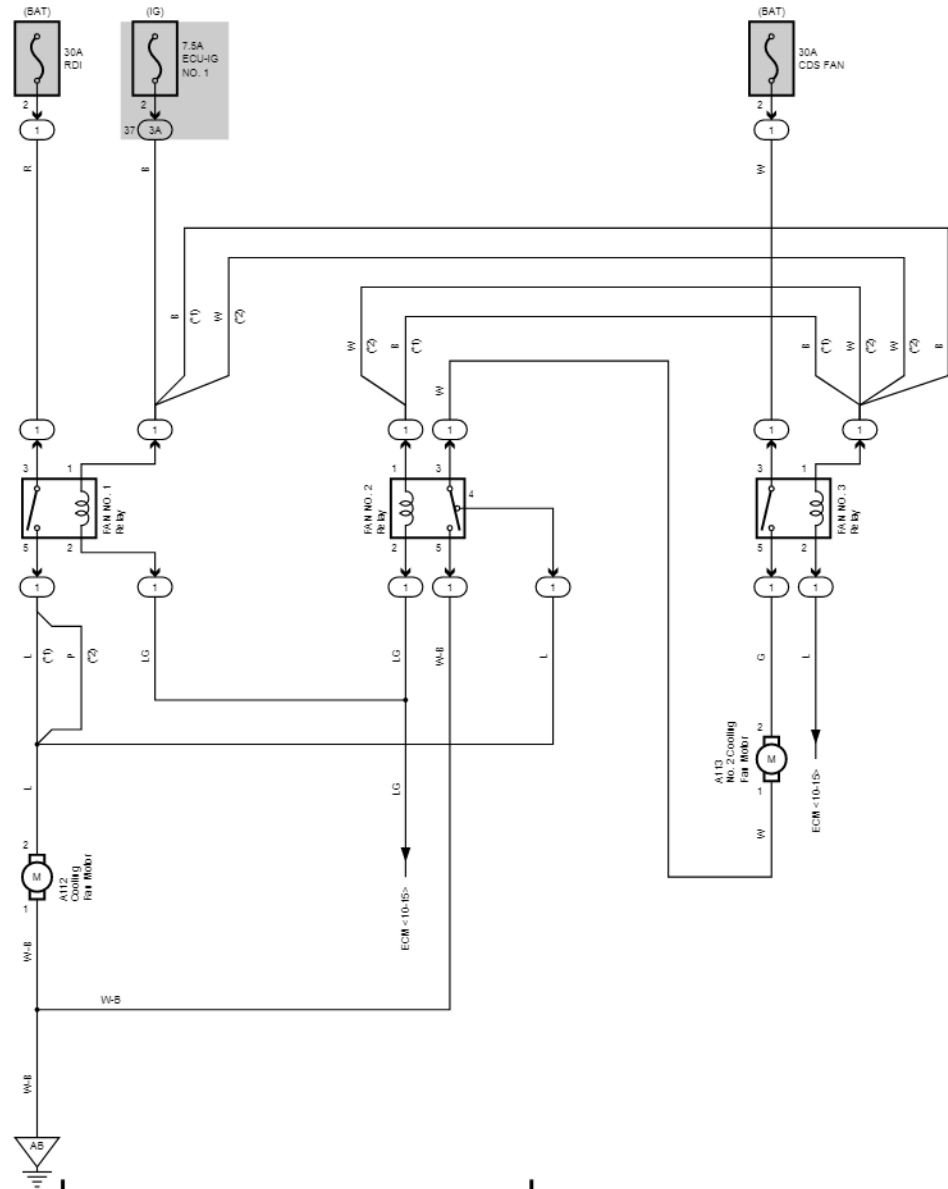 (BAT)
(IG)
(BAT)
30A
RDI
7.5A
ECU-IG
NO. 1
30A
CDS FAN
2
2
2
1
37
3A
1
R
B
W
B
(*1)
W
(*2)
W
(*2)
B
(*1)
W
B
(*1)
W
(*2)
W
(*2)
B
1
1
1
1
1
1
3
1
1
3
4
3
1
FAN NO. 1
Relay
FAN NO. 2
Relay
FAN NO. 3
Relay
5
2
2
5
5
2
1
1
1
1
1
1
1
L
(*1)
P
(*2)
LG
LG
W-B
L
G
L
2
A113
No. 2 Cooling
Fan Motor
M
1
ECM <10-15>
L
LG
W
2
M
A112
Cooling
Fan Motor
1
ECM <10-15>
W-B
W-B
W-B
AB